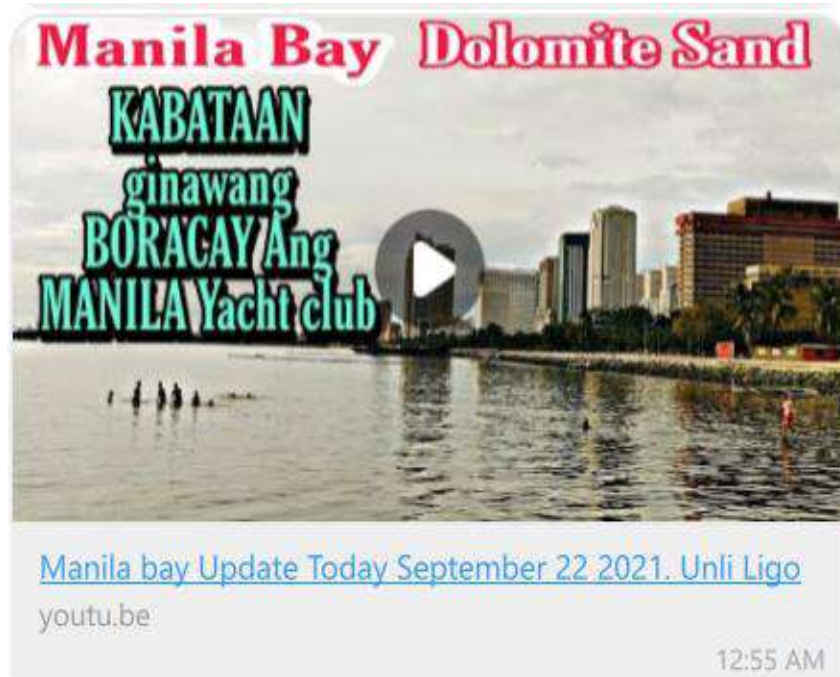 Manila Bay Dolomite Sand
KABATAAN
ginawang
BORACAY Ang
MANILA Yacht club
Manila bay Update Today September 22 2021. Unli Ligo
youtu.be
12:55 AM